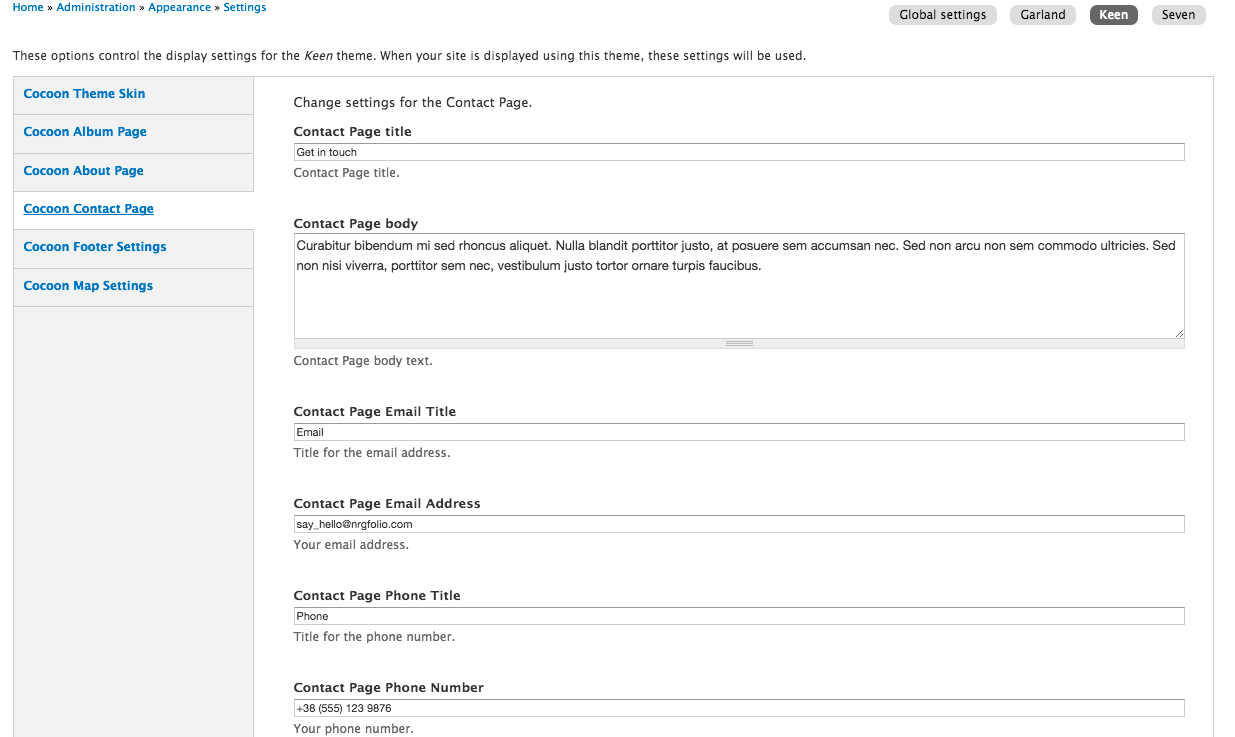 Home » Administration » Appearance » Settings
Global settings Garland Keen Seven
These options control the display settings for the Keen theme. When your site is displayed using this theme, these settings will be used.
Cocoon Theme Skin
Cocoon Album Page
Cocoon About Page
Cocoon Contact Page
Cocoon Footer Settings
Cocoon Map Settings
Change settings for the Contact Page.
Contact Page title
Get in touch
Contact Page title.
Contact Page body
Curabitur bibendum mi sed rhoncus aliquet. Nulla blandit porttitor justo, at posuere sem accumsan nec. Sed non arcu non sem commodo ultricies. Sed
non nisi viverra, porttitor sem nec, vestibulum justo tortor ornare turpis faucibus.
Contact Page body text.
Contact Page Email Title
Email
Title for the email address.
Contact Page Email Address
say_hello@nrgfolio.com
Your email address.
Contact Page Phone Title
Phone
Title for the phone number.
Contact Page Phone Number
+38 (555) 123 9876
Your phone number.